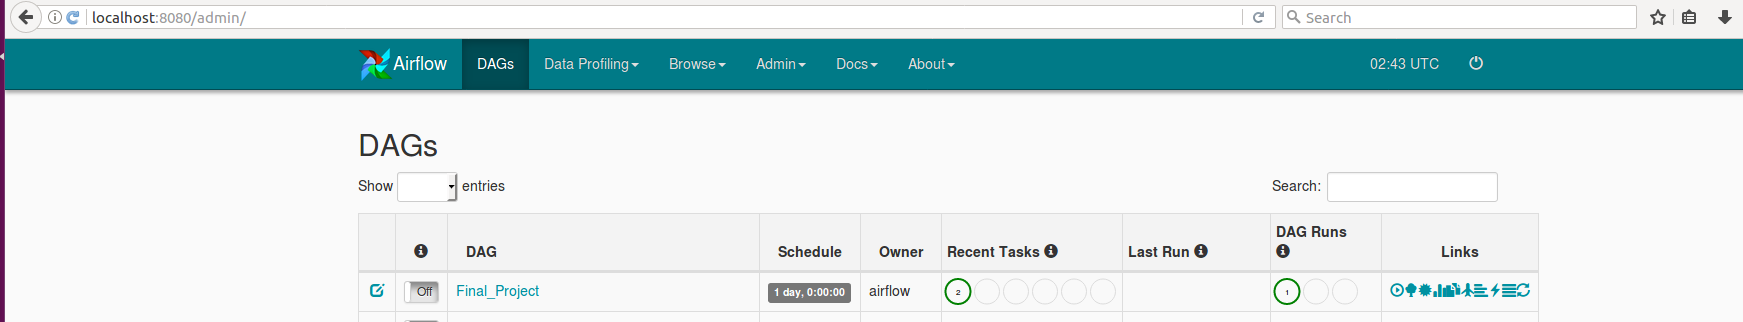 localhost:8080/admin/
Search
Airflow DAGs Data Profiling Browse Admin Docs About 02:43 UTC
DAGs
Show entries Search:
DAG Schedule Owner Recent Tasks Last Run DAG Runs Links
Off Final_Project 1 day, 0:00:00 airflow 2 1